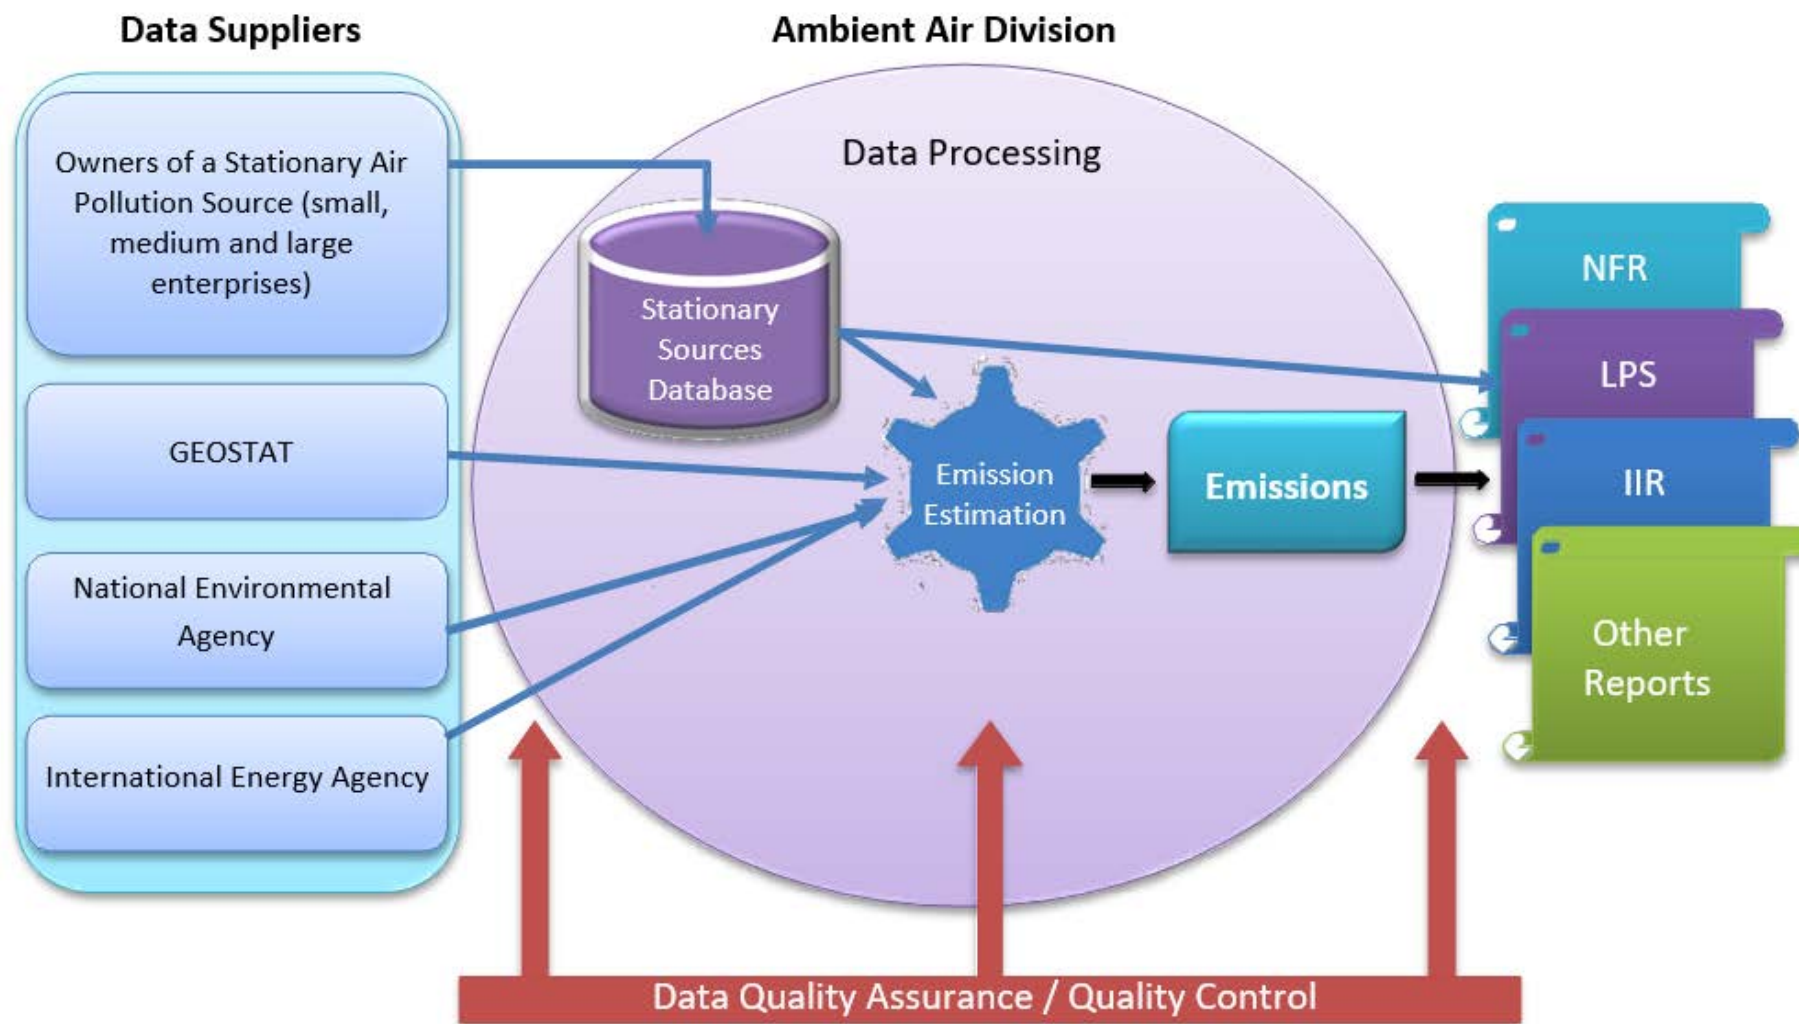 Data Suppliers
Ambient Air Division
Owners of a Stationary Air
Pollution Source (small,
medium and large
enterprises)
GEOSTAT
National Environmental
Agency
International Energy Agency
Data Processing
Stationary
Sources
Database
Emission
Estimation
Emissions
NFR
LPS
IIR
Other
Reports
Data Quality Assurance / Quality Control